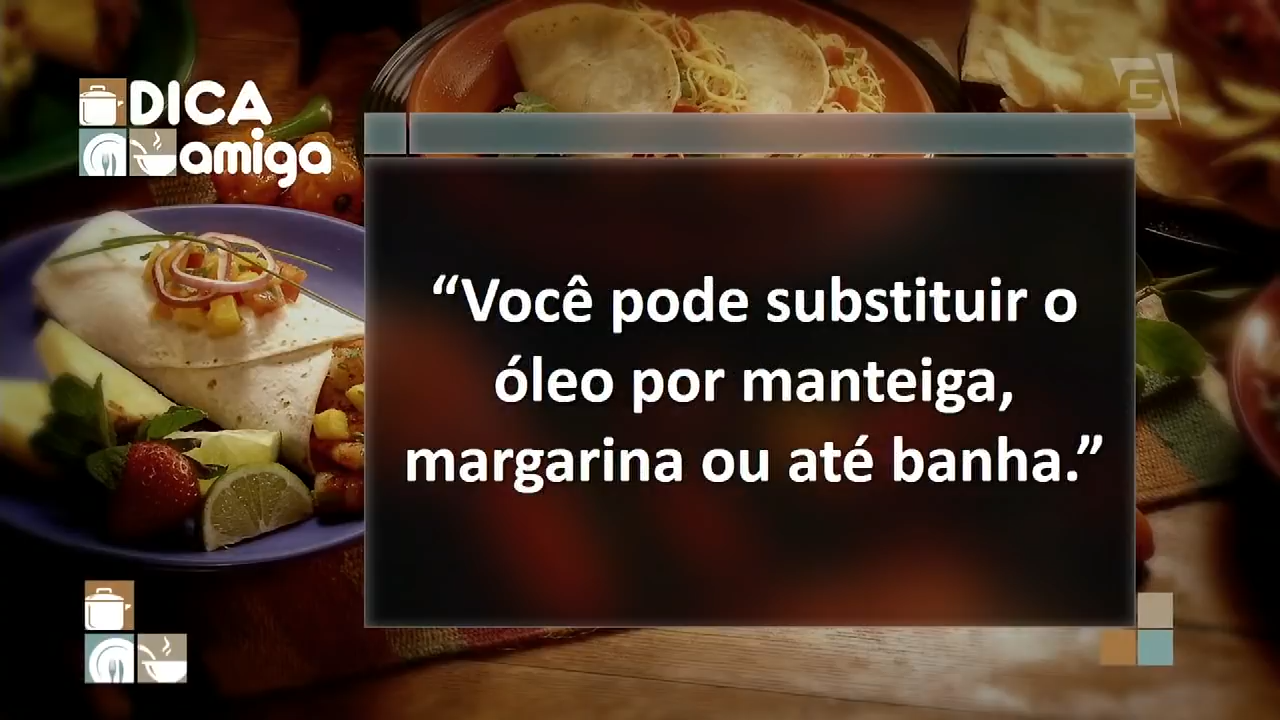 DICA
amiga
G
“Você pode substituir o
óleo por manteiga,
margarina ou até banha.”